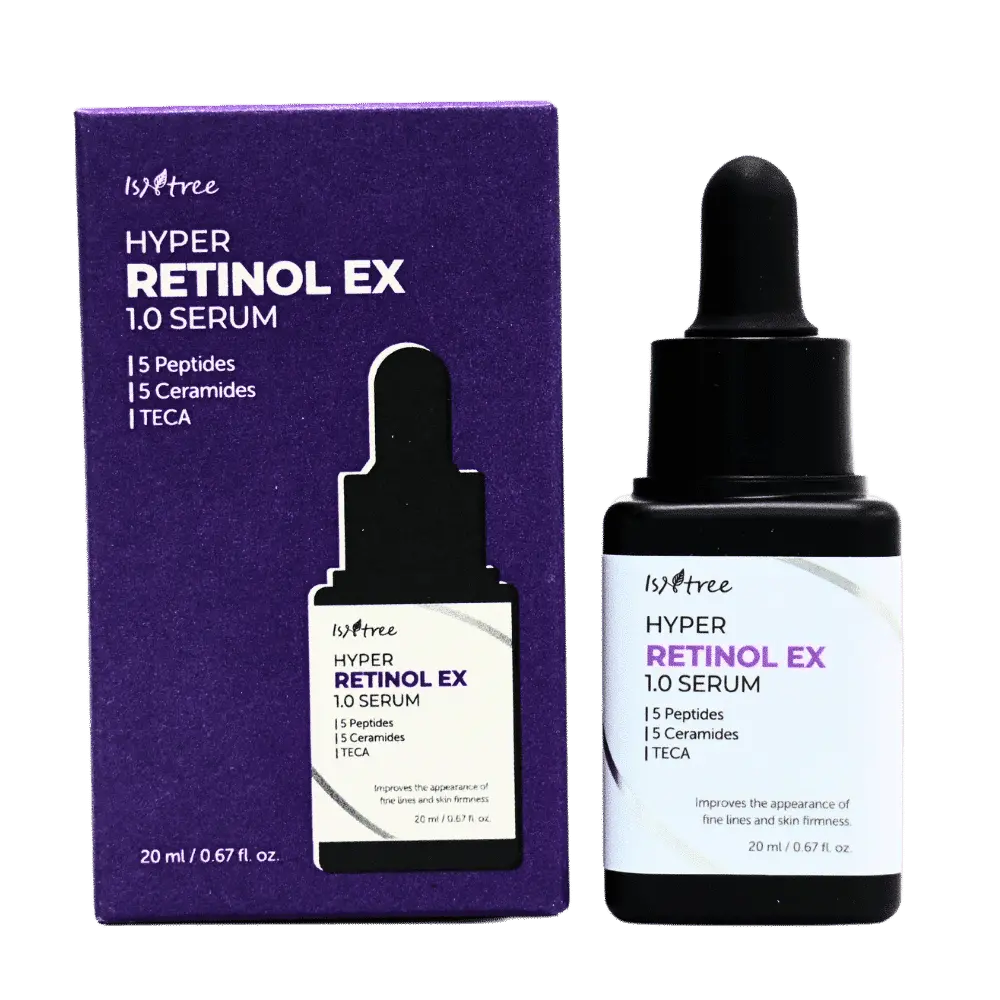 IsNtree
HYPER
RETINOL EX
1.0 SERUM
| 5 Peptides
| 5 Ceramides
| TECA
IsNtree
HYPER
RETINOL EX
1.0 SERUM
| 5 Peptides
| 5 Ceramides
| TECA
Improves the appearance of
fine lines and skin firmness
20 ml / 0.67 fl. oz.
20 ml / 0.67 fl. oz.
IsNtree
HYPER
RETINOL EX
1.0 SERUM
| 5 Peptides
| 5 Ceramides
| TECA
Improves the appearance of
fine lines and skin firmness.
20 ml / 0.67 fl. oz.